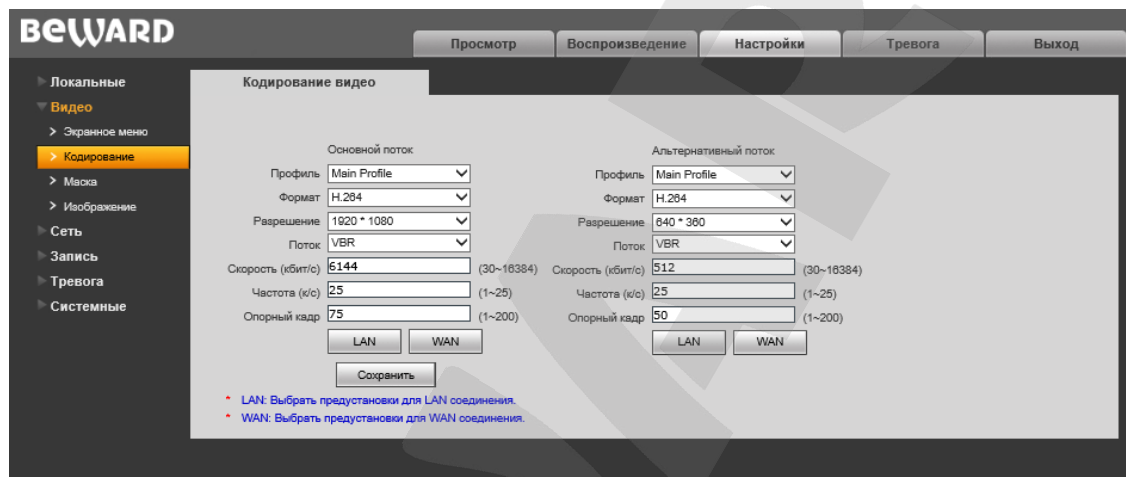 BEWARD
Просмотр Воспроизведение Настройки Тревога Выход
Локальные
Видео
> Экранное меню
> Кодирование
> Маска
> Изображение
Сеть
Запись
Тревога
Системные
Кодирование видео
Основной поток Альтернативный поток
Профиль Main Profile Профиль Main Profile
Формат H.264 Формат H.264
Разрешение 1920 * 1080 Разрешение 640 * 360
Поток VBR Поток VBR
Скорость (кбит/с) 6144 (30~16384) Скорость (кбит/с) 512 (30~16384)
Частота (к/с) 25 (1~25) Частота (к/с) 25 (1~25)
Опорный кадр 75 (1~200) Опорный кадр 50 (1~200)
LAN WAN LAN WAN
Сохранить
* LAN: Выбрать предустановки для LAN соединения.
* WAN: Выбрать предустановки для WAN соединения.